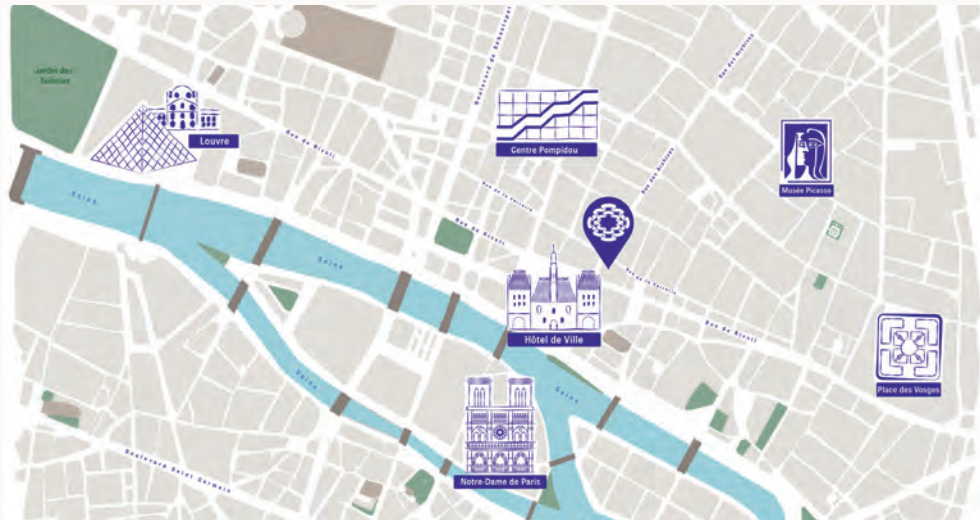 Jardin des
Tuileries
Louvre
Rue de Rivoli
Boulevard de Sébastopol
Centre Pompidou
Rue des Archives
Musée Picasso
Seine
Rue de la Verrerie
Rue de Rivoli
Rue des Archives
Seine
Hôtel de Ville
Rue de la Verrerie
Rue de Rivoli
Place des Vosges
Seine
Seine
Notre-Dame de Paris
Boulevard Saint Germain